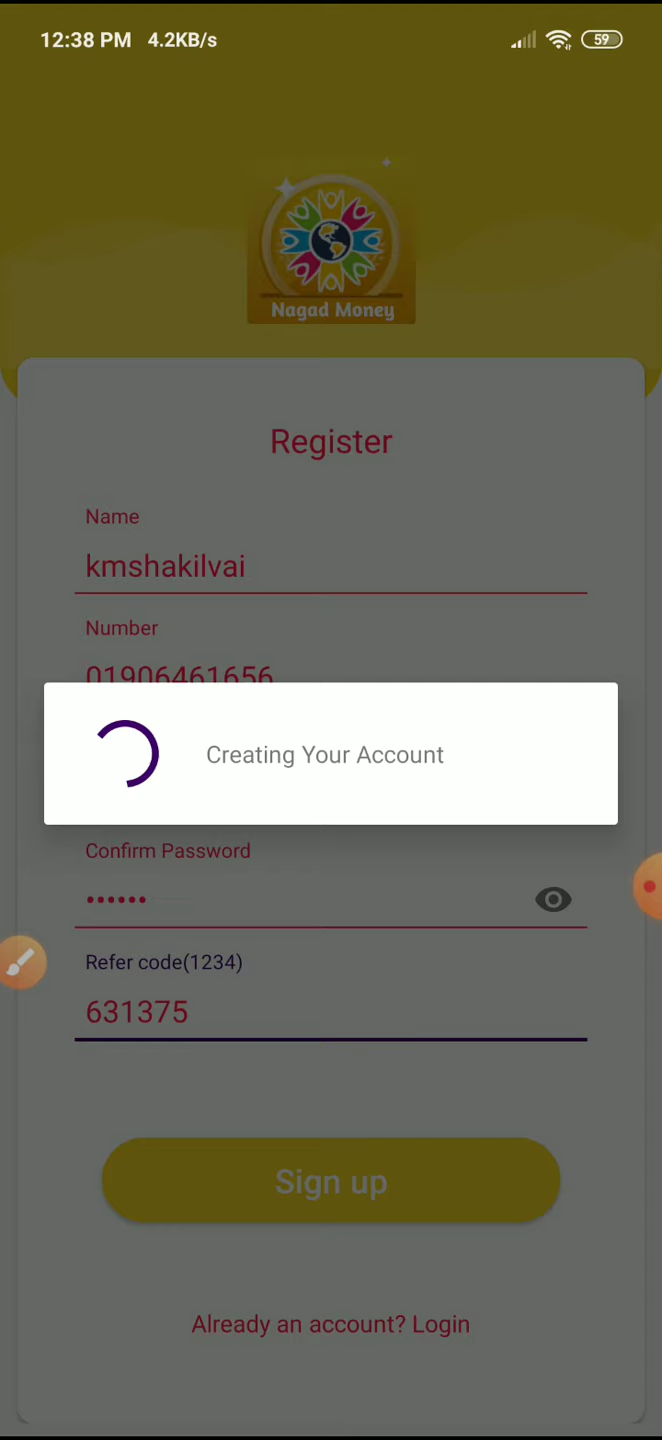 12:38 PM 4.2KB/s 59
Nagad Money
Register
Name
kmshakilvai
Number
01906461656
Creating Your Account
Confirm Password
••••••
Refer code(1234)
631375
Sign up
Already an account? Login